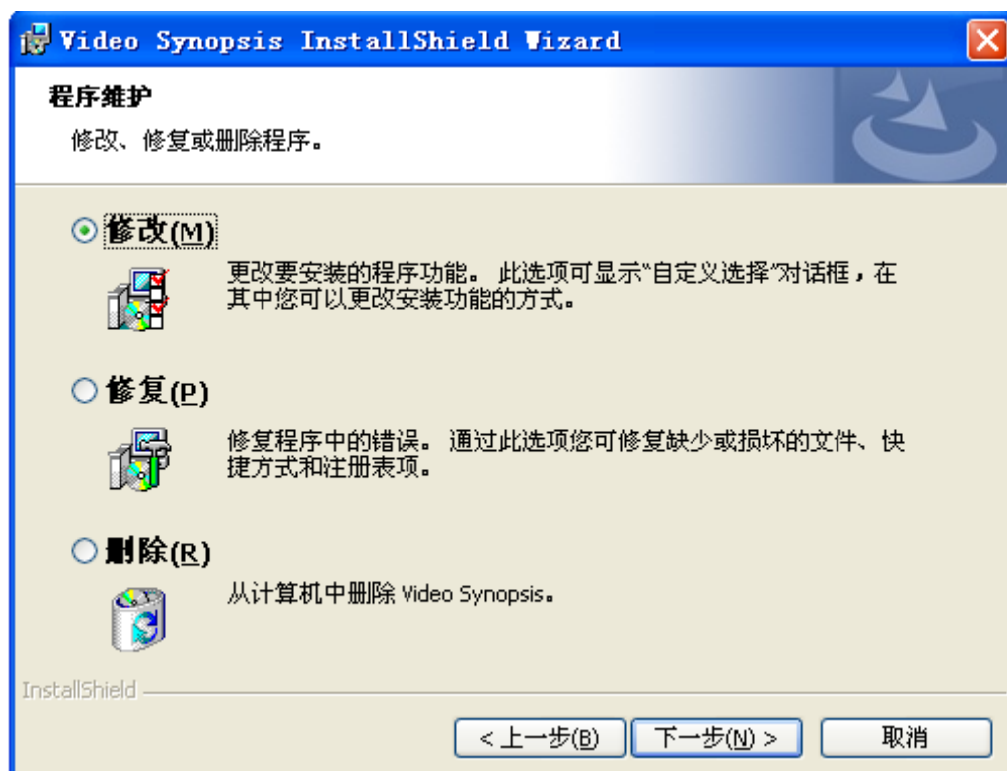 Video Synopsis InstallShield Wizard
程序维护
修改、修复或删除程序。
修改(M)
更改要安装的程序功能。 此选项可显示“自定义选择”对话框，在
其中您可以更改安装功能的方式。
修复(P)
修复程序中的错误。 通过此选项您可修复缺少或损坏的文件、快
捷方式和注册表项。
删除(R)
从计算机中删除 Video Synopsis。
InstallShield
< 上一步(B) 下一步(N) > 取消